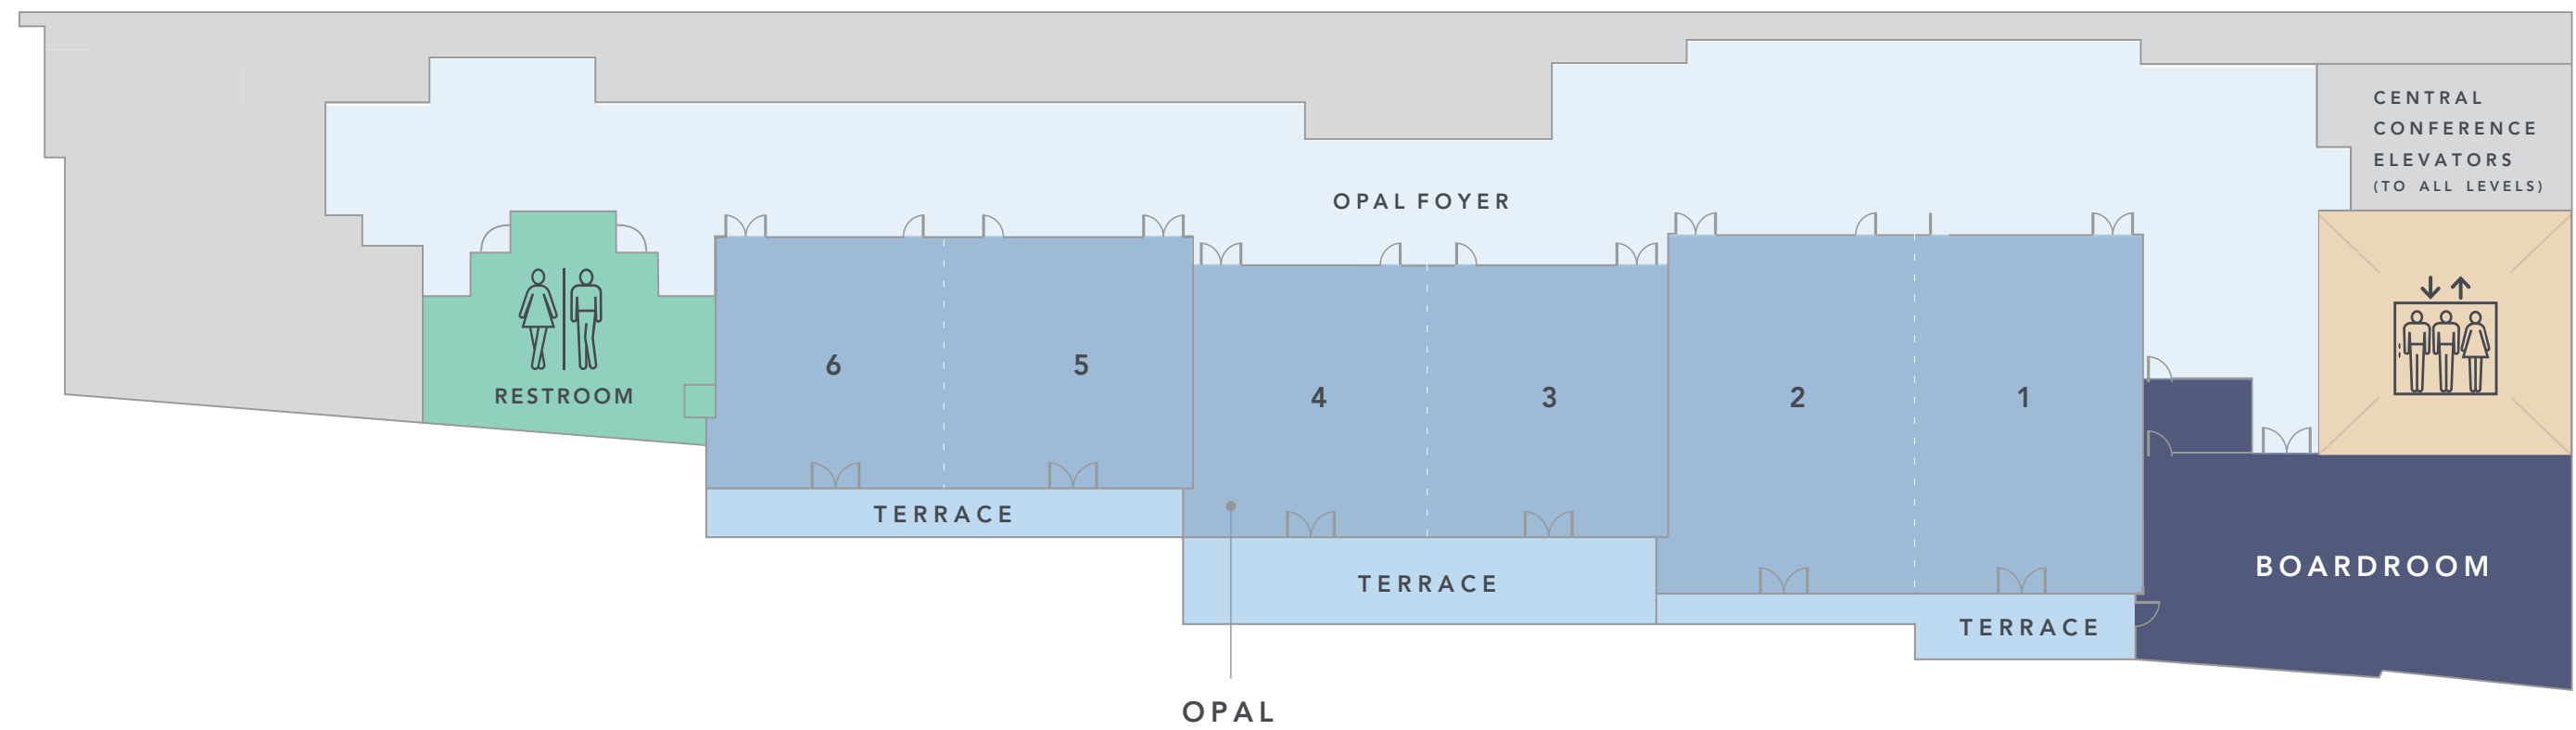 CENTRAL
CONFERENCE
ELEVATORS
(TO ALL LEVELS)
OPAL FOYER
RESTROOM
6
5
4
3
2
1
TERRACE
TERRACE
TERRACE
BOARDROOM
OPAL